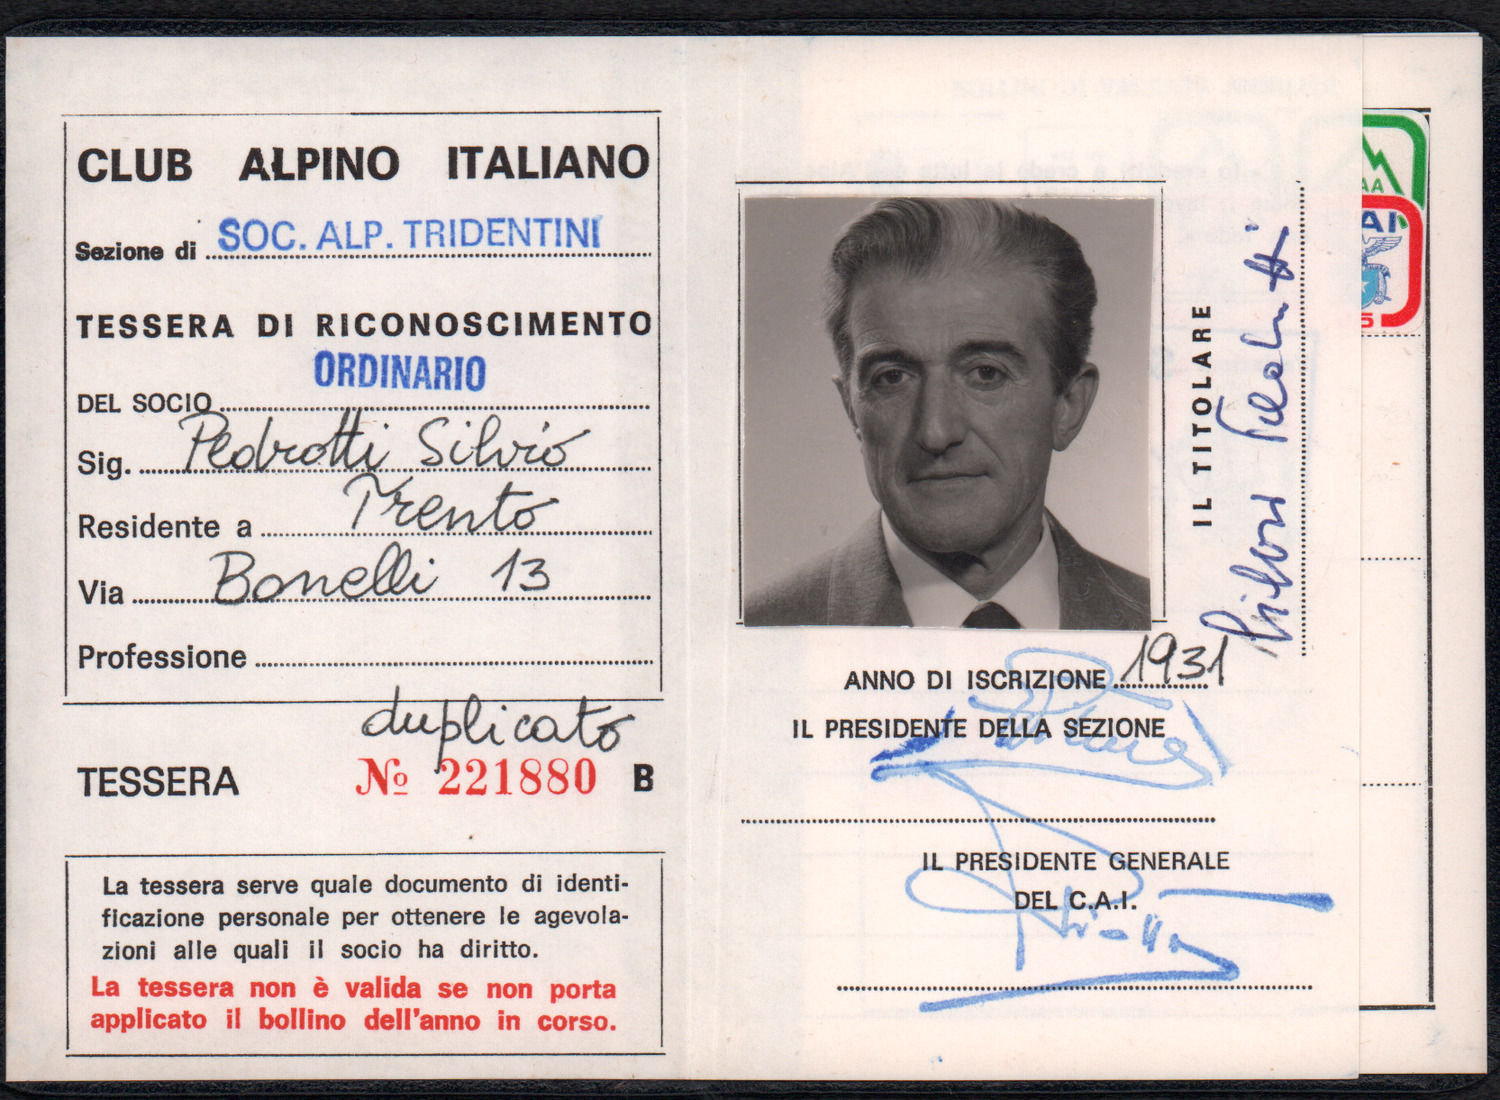 CLUB ALPINO ITALIANO
Sezione di SOC. ALP. TRIDENTINI
TESSERA DI RICONOSCIMENTO
ORDINARIO
DEL SOCIO
Sig. Pedrotti Silvio
Residente a Trento
Via Bonelli 13
Professione
duplicato
TESSERA № 221880 B
La tessera serve quale documento di identi-
ficazione personale per ottenere le agevola-
zioni alle quali il socio ha diritto.
La tessera non è valida se non porta
applicato il bollino dell'anno in corso.
IL TITOLARE
ANNO DI ISCRIZIONE 1931
IL PRESIDENTE DELLA SEZIONE
IL PRESIDENTE GENERALE
DEL C.A.I.
AA
AI
5